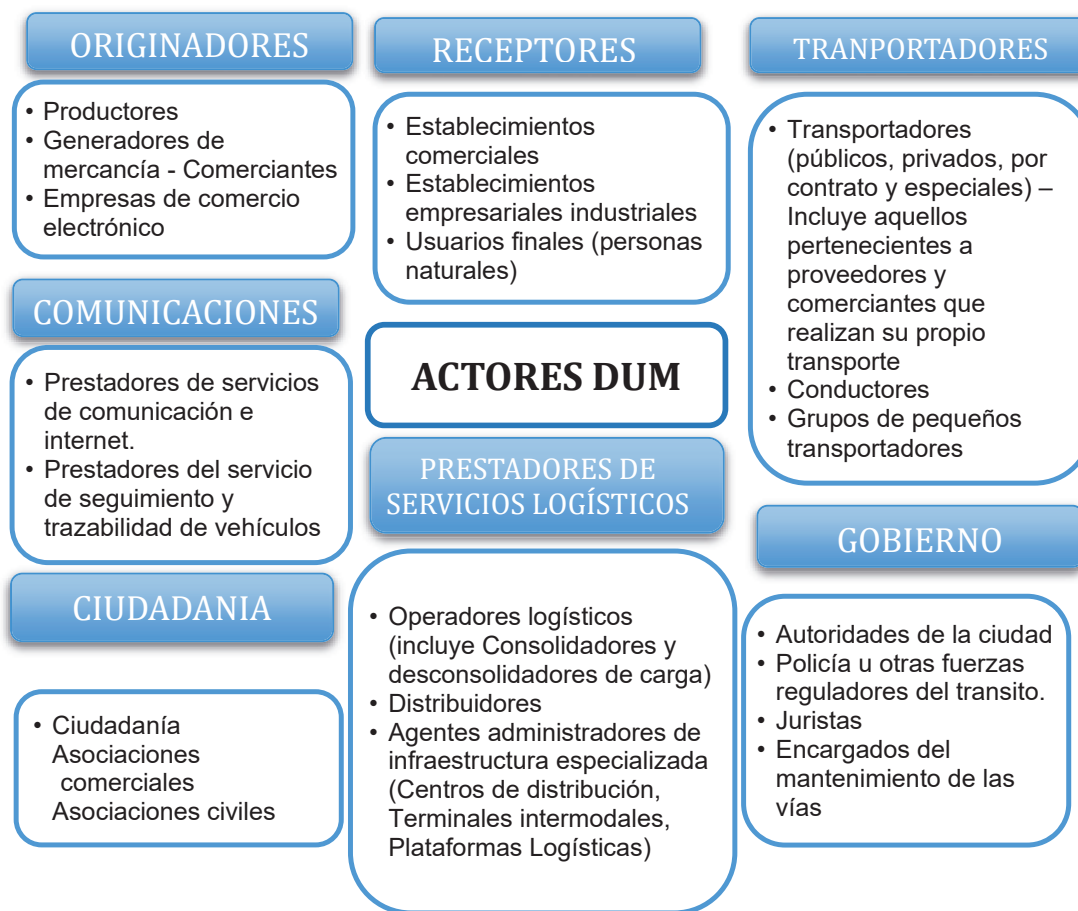 ORIGINADORES
• Productores
• Generadores de
mercancía - Comerciantes
• Empresas de comercio
electrónico
RECEPTORES
• Establecimientos
comerciales
• Establecimientos
empresariales industriales
• Usuarios finales (personas
naturales)
TRANPORTADORES
• Transportadores
(públicos, privados, por
contrato y especiales) –
Incluye aquellos
pertenecientes a
proveedores y
comerciantes que
realizan su propio
transporte
• Conductores
• Grupos de pequeños
transportadores
COMUNICACIONES
• Prestadores de servicios
de comunicación e
internet.
• Prestadores del servicio
de seguimiento y
trazabilidad de vehículos
ACTORES DUM
PRESTADORES DE
SERVICIOS LOGÍSTICOS
• Operadores logísticos
(incluye Consolidadores y
desconsolidadores de carga)
• Distribuidores
• Agentes administradores de
infraestructura especializada
(Centros de distribución,
Terminales intermodales,
Plataformas Logísticas)
GOBIERNO
• Autoridades de la ciudad
• Policía u otras fuerzas
reguladores del transito.
• Juristas
• Encargados del
mantenimiento de las
vías
CIUDADANIA
• Ciudadanía
Asociaciones
comerciales
Asociaciones civiles